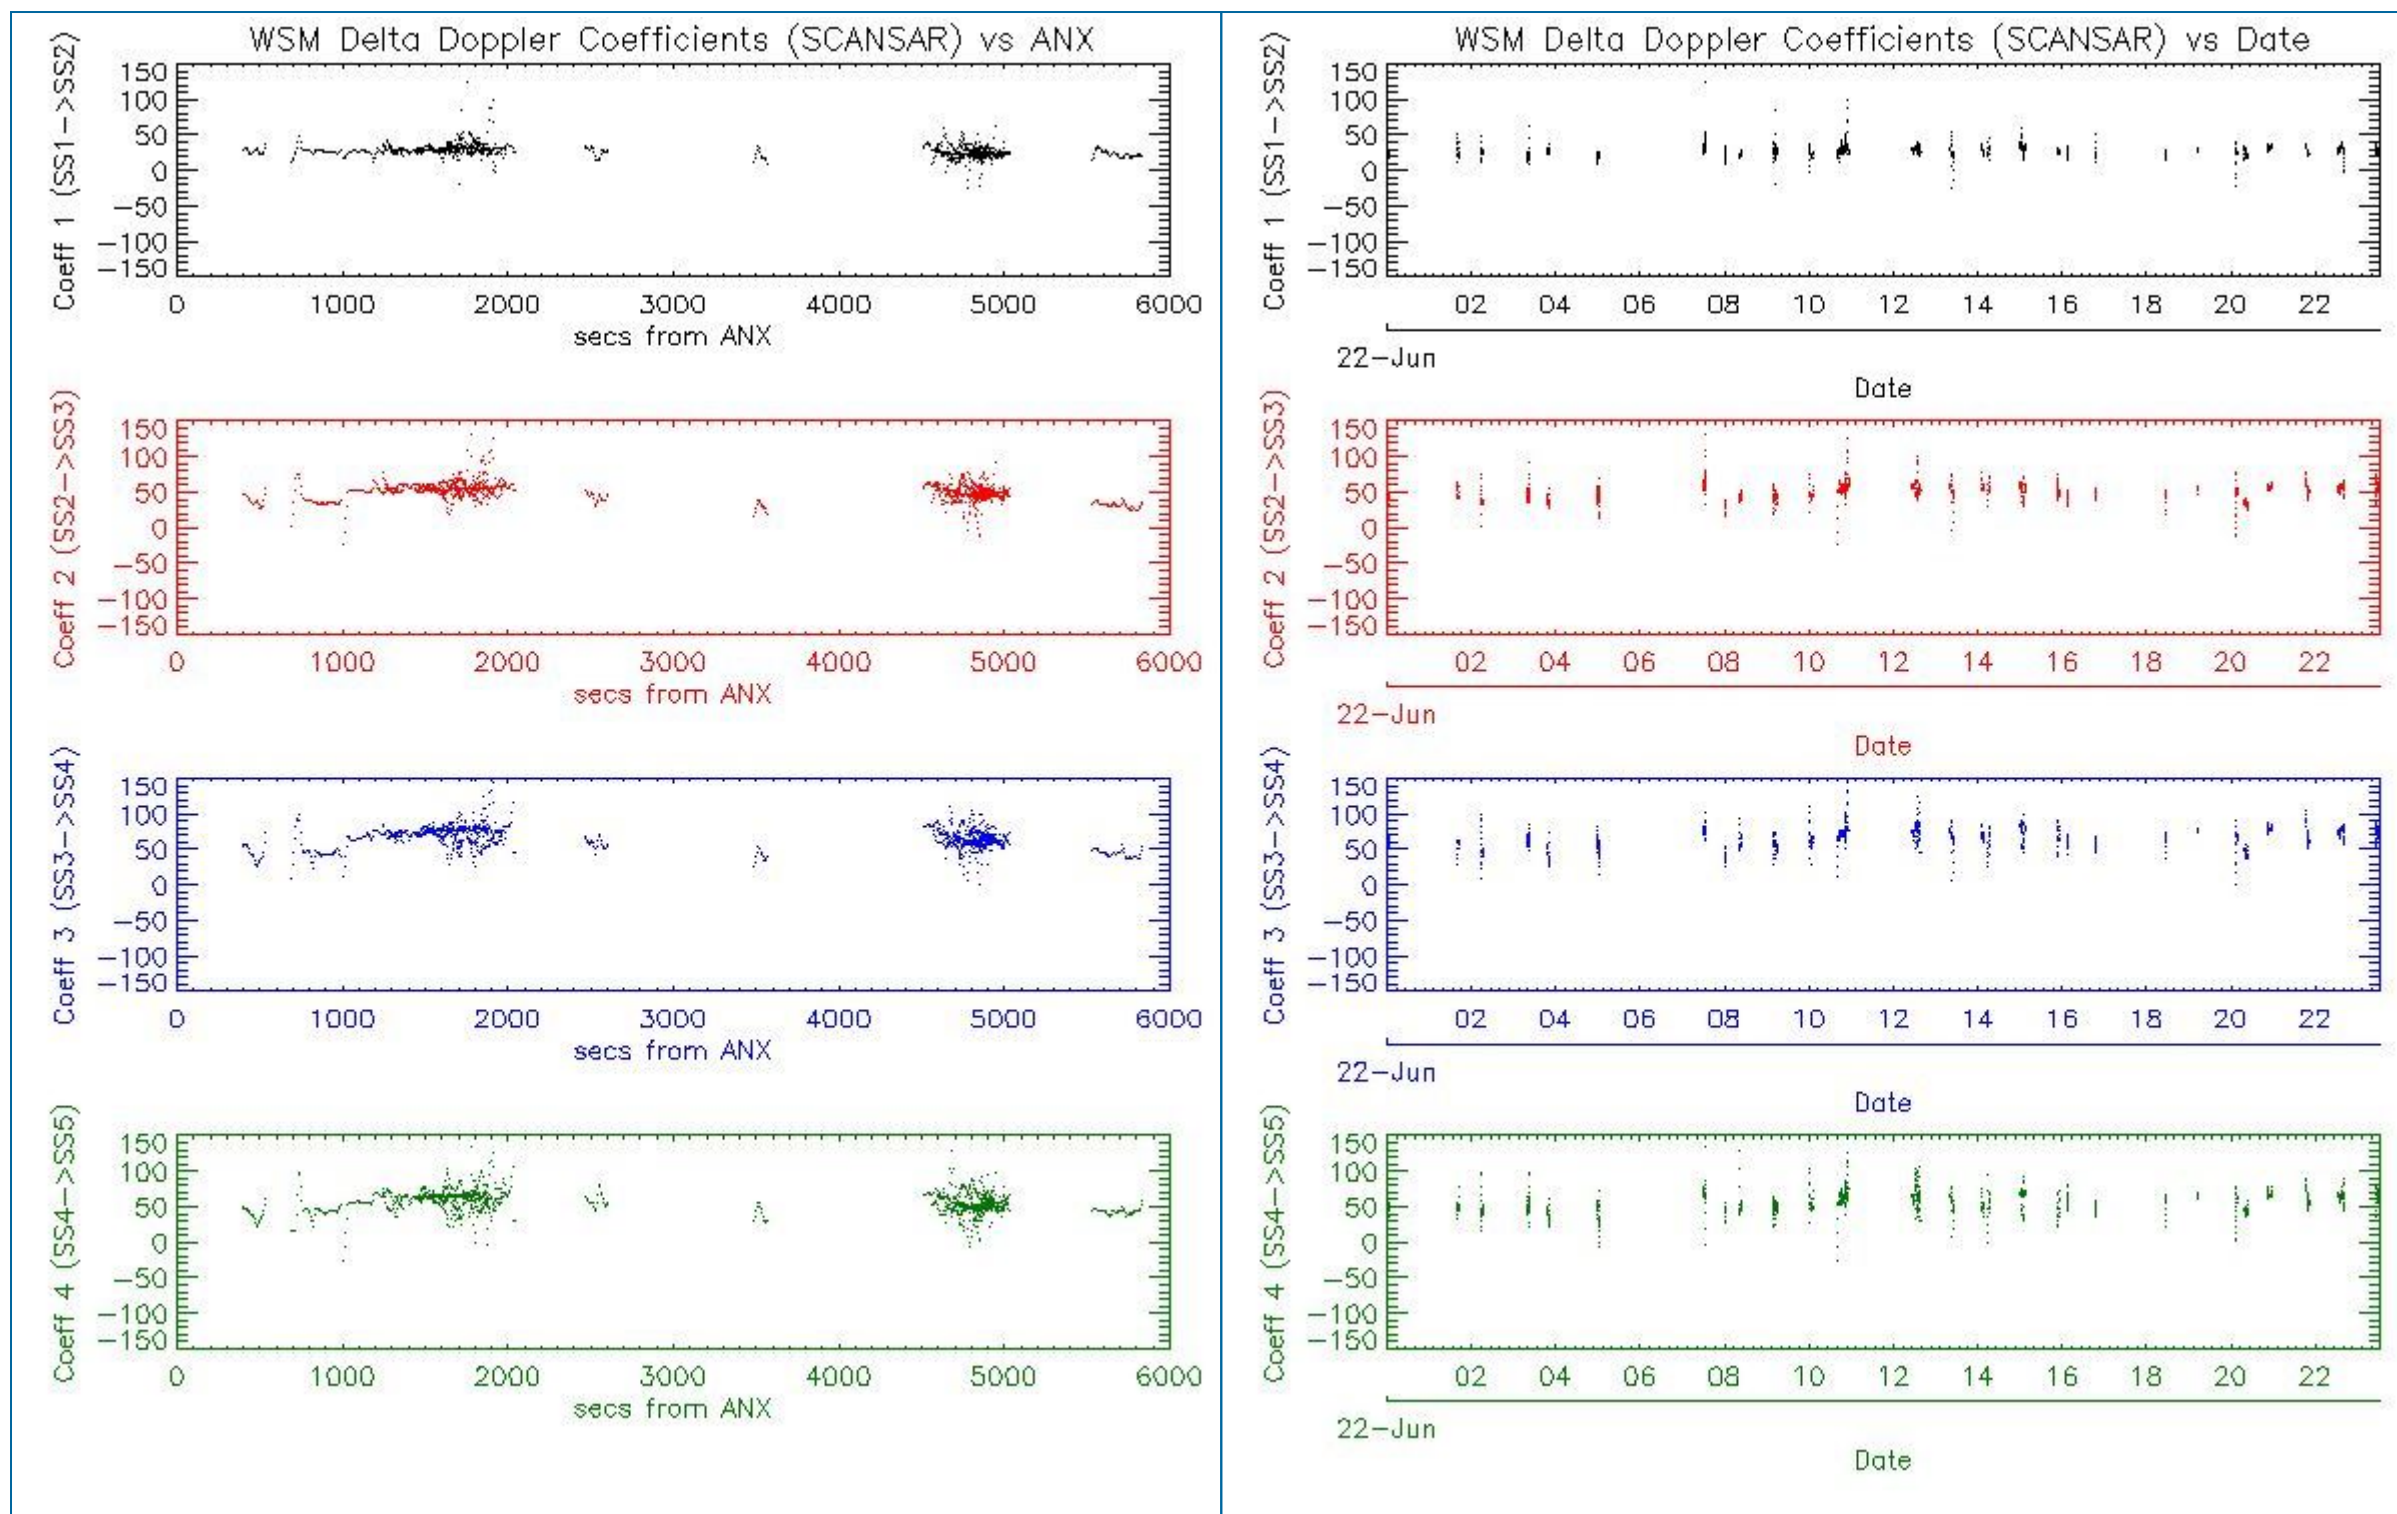 WSM Delta Doppler Coefficients (SCANSAR) vs ANX
Coeff 1 (SS1->SS2)
150
100
50
0
-50
-100
-150
0 1000 2000 3000 4000 5000 6000
secs from ANX
Coeff 2 (SS2->SS3)
150
100
50
0
-50
-100
-150
0 1000 2000 3000 4000 5000 6000
secs from ANX
Coeff 3 (SS3->SS4)
150
100
50
0
-50
-100
-150
0 1000 2000 3000 4000 5000 6000
secs from ANX
Coeff 4 (SS4->SS5)
150
100
50
0
-50
-100
-150
0 1000 2000 3000 4000 5000 6000
secs from ANX
WSM Delta Doppler Coefficients (SCANSAR) vs Date
Coeff 1 (SS1->SS2)
150
100
50
0
-50
-100
-150
02 04 06 08 10 12 14 16 18 20 22
22-Jun
Date
Coeff 2 (SS2->SS3)
150
100
50
0
-50
-100
-150
02 04 06 08 10 12 14 16 18 20 22
22-Jun
Date
Coeff 3 (SS3->SS4)
150
100
50
0
-50
-100
-150
02 04 06 08 10 12 14 16 18 20 22
22-Jun
Date
Coeff 4 (SS4->SS5)
150
100
50
0
-50
-100
-150
02 04 06 08 10 12 14 16 18 20 22
22-Jun
Date